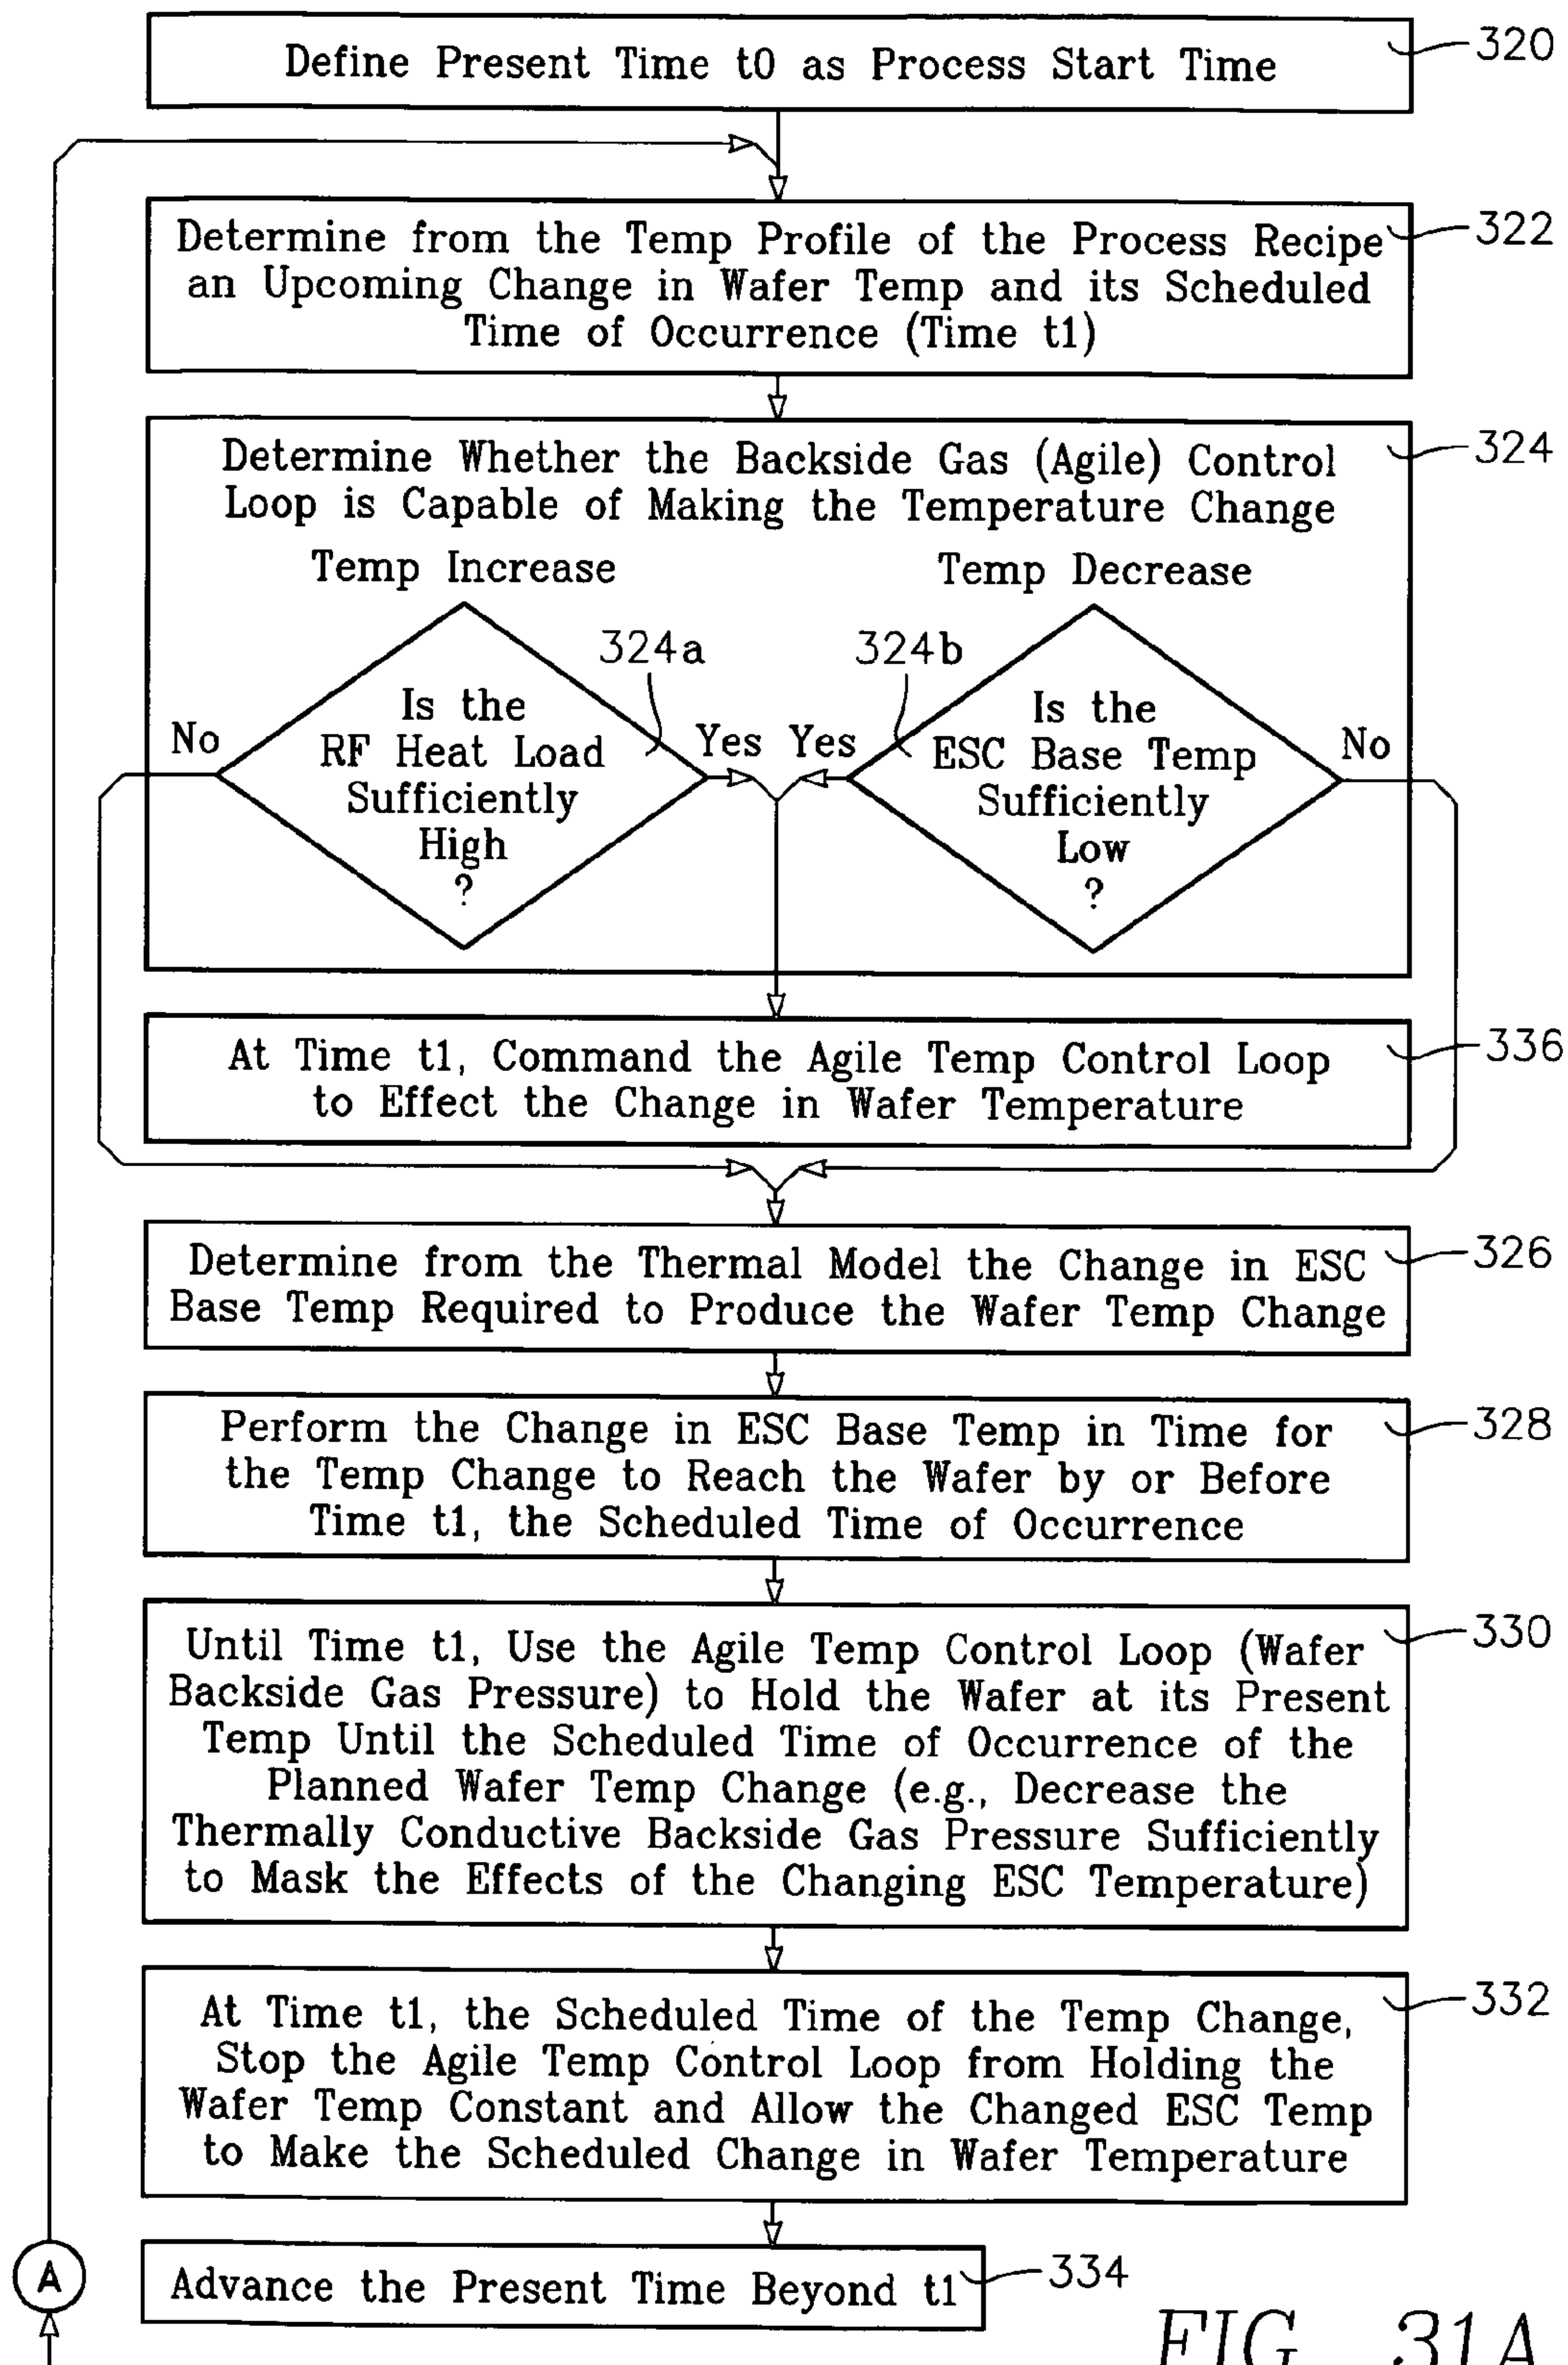 Define Present Time t0 as Process Start Time
320
Determine from the Temp Profile of the Process Recipe
an Upcoming Change in Wafer Temp and its Scheduled
Time of Occurrence (Time t1)
322
Determine Whether the Backside Gas (Agile) Control
Loop is Capable of Making the Temperature Change
324
Temp Increase
Temp Decrease
324a
324b
No
Is the
RF Heat Load
Sufficiently
High
?
Yes
Yes
Is the
ESC Base Temp
Sufficiently
Low
?
No
At Time t1, Command the Agile Temp Control Loop
to Effect the Change in Wafer Temperature
336
Determine from the Thermal Model the Change in ESC
Base Temp Required to Produce the Wafer Temp Change
326
Perform the Change in ESC Base Temp in Time for
the Temp Change to Reach the Wafer by or Before
Time t1, the Scheduled Time of Occurrence
328
Until Time t1, Use the Agile Temp Control Loop (Wafer
Backside Gas Pressure) to Hold the Wafer at its Present
Temp Until the Scheduled Time of Occurrence of the
Planned Wafer Temp Change (e.g., Decrease the
Thermally Conductive Backside Gas Pressure Sufficiently
to Mask the Effects of the Changing ESC Temperature)
330
At Time t1, the Scheduled Time of the Temp Change,
Stop the Agile Temp Control Loop from Holding the
Wafer Temp Constant and Allow the Changed ESC Temp
to Make the Scheduled Change in Wafer Temperature
332
A
Advance the Present Time Beyond t1
334
FIG. 31A